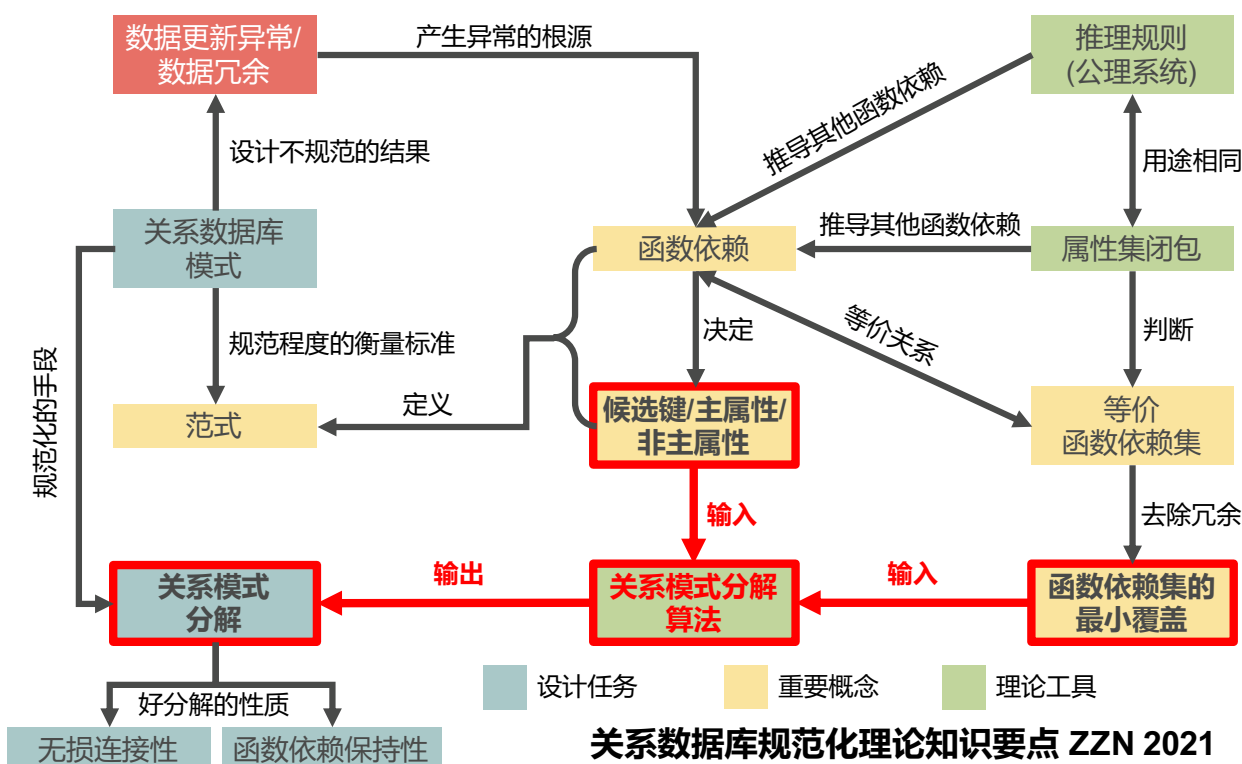 数据更新异常/
数据冗余
产生异常的根源
推理规则
(公理系统)
推导其他函数依赖
设计不规范的结果
用途相同
关系数据库
模式
函数依赖
推导其他函数依赖
属性集闭包
规范化的手段
规范程度的衡量标准
决定
等价关系
判断
范式
定义
候选键/主属性/
非主属性
等价
函数依赖集
输入
去除冗余
关系模式
分解
输出
关系模式分解
算法
输入
函数依赖集的
最小覆盖
好分解的性质
无损连接性
函数依赖保持性
设计任务
重要概念
理论工具
关系数据库规范化理论知识要点 ZZN 2021